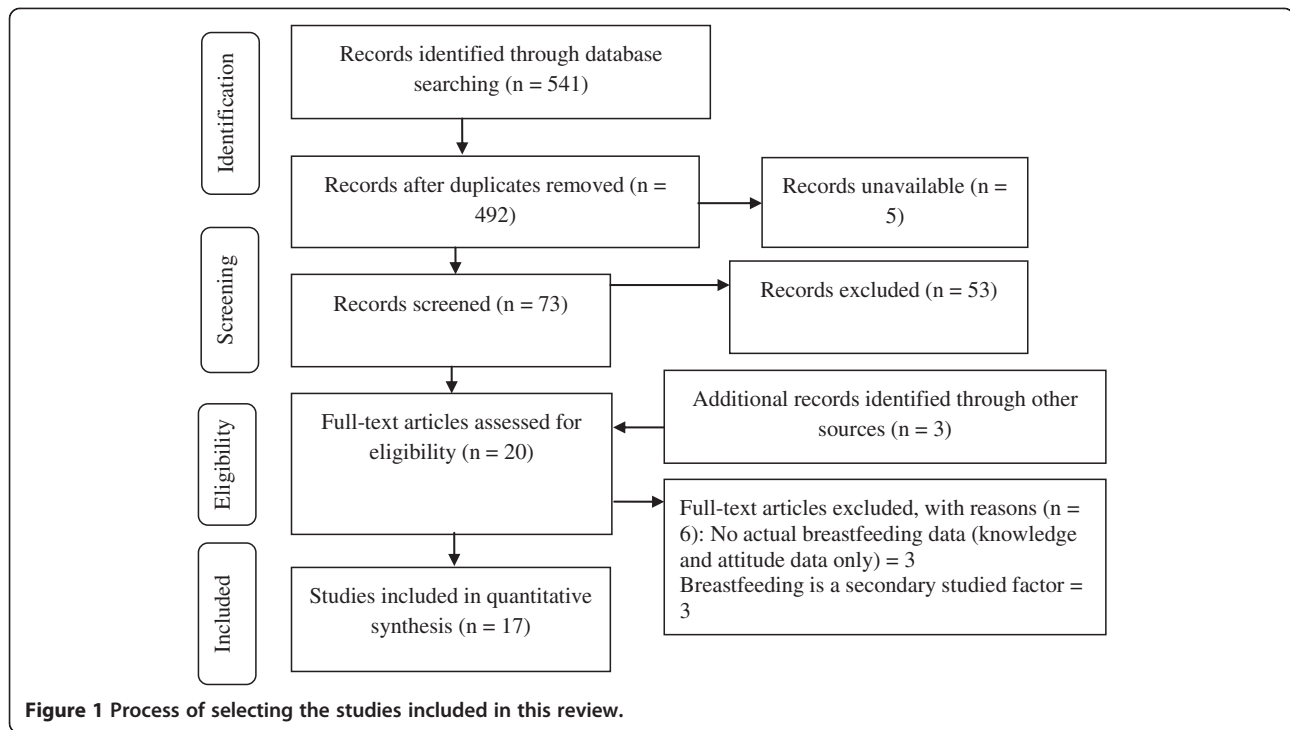 Identification
Records identified through database
searching (n = 541)
Records after duplicates removed (n =
492)
Records unavailable (n =
5)
Screening
Records screened (n = 73)
Records excluded (n = 53)
Eligibility
Full-text articles assessed for
eligibility (n = 20)
Additional records identified through other
sources (n = 3)
Full-text articles excluded, with reasons (n =
6): No actual breastfeeding data (knowledge
and attitude data only) = 3
Breastfeeding is a secondary studied factor =
3
Included
Studies included in quantitative
synthesis (n = 17)
Figure 1 Process of selecting the studies included in this review.